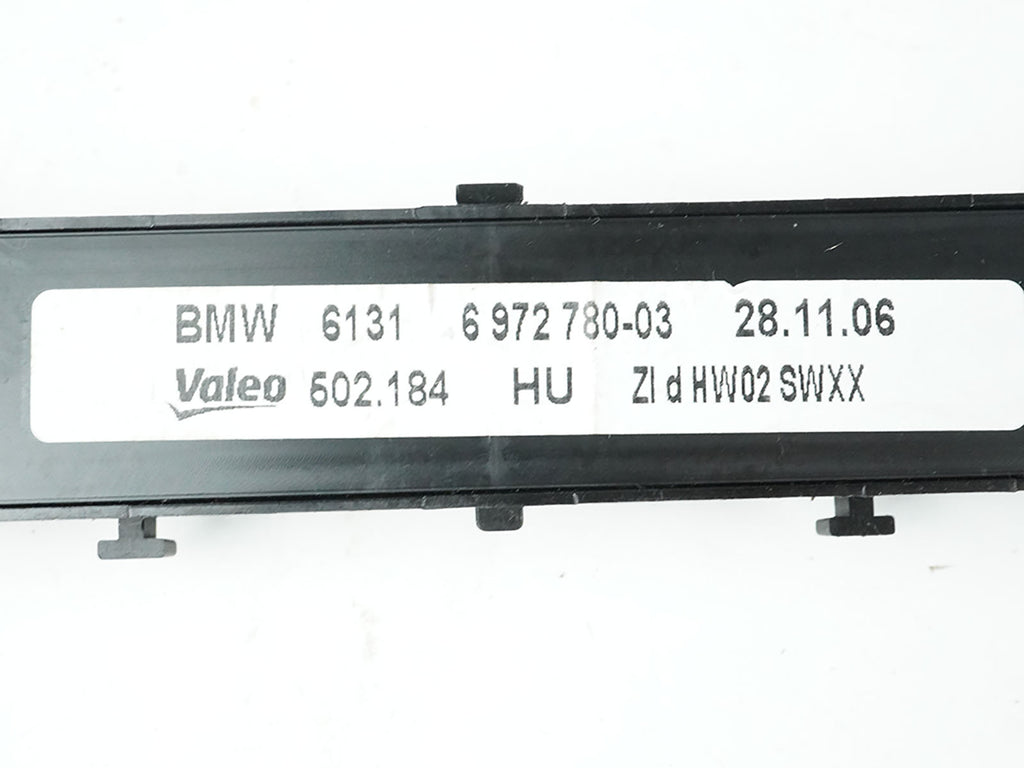 BMW 6131 6 972 780-03 28.11.06
Valeo 502.184 HU ZI d HW02 SWXX